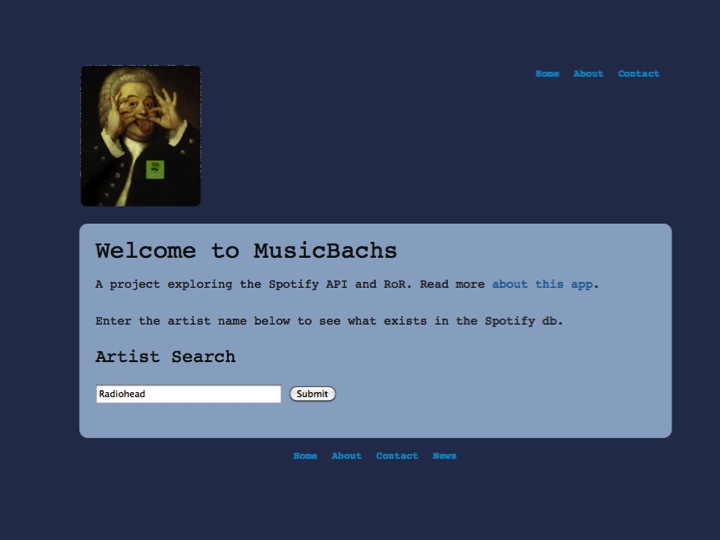 Home About Contact
Welcome to MusicBachs
A project exploring the Spotify API and RoR. Read more about this app.
Enter the artist name below to see what exists in the Spotify db.
Artist Search
Radiohead Submit
Home About Contact News